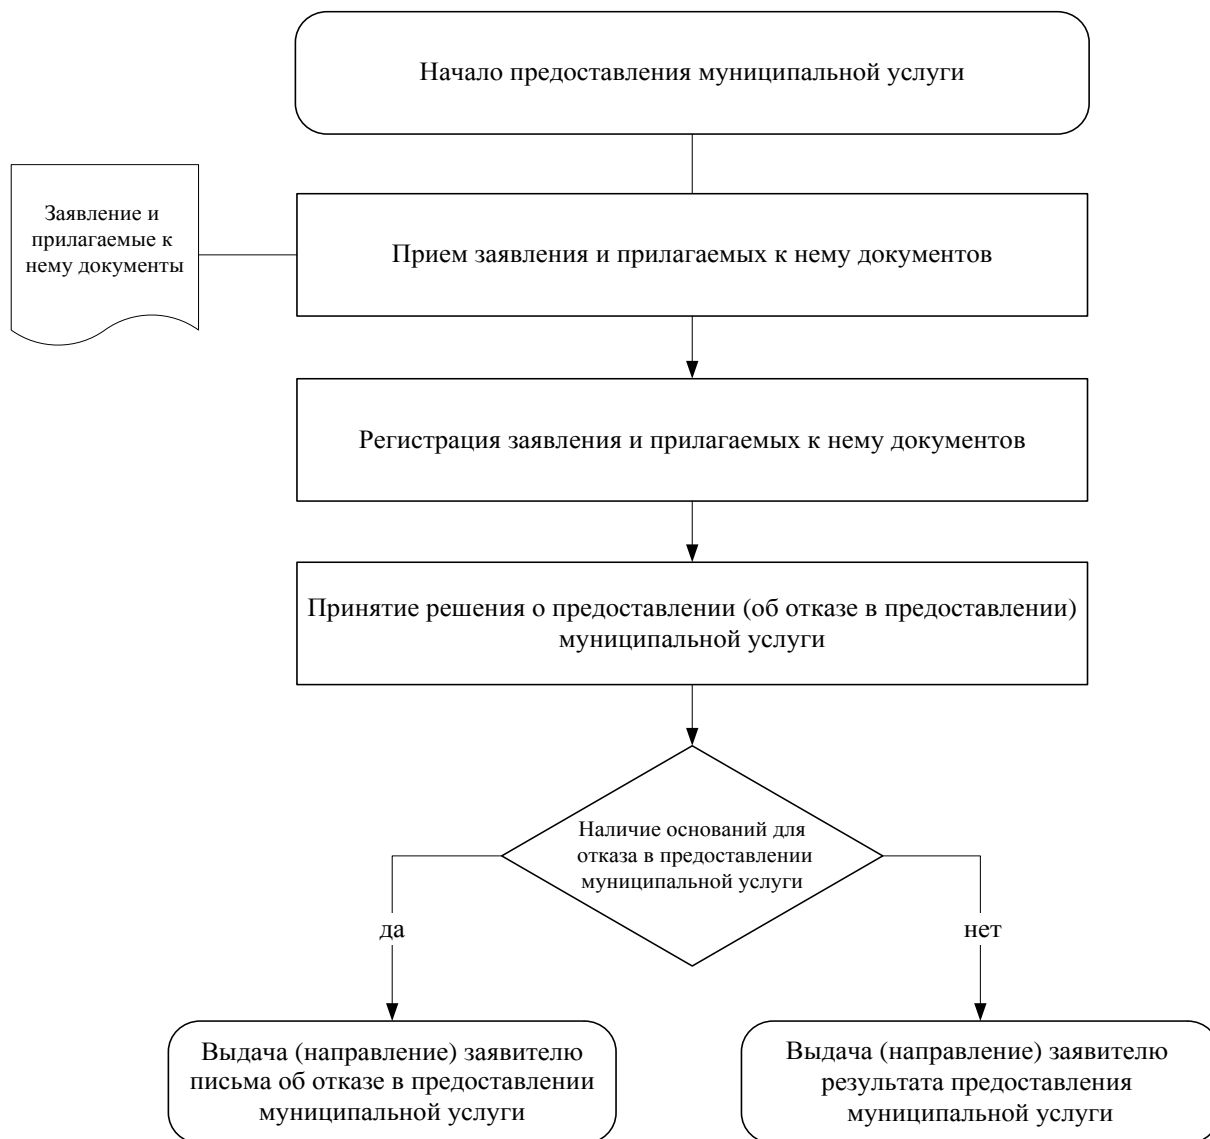 Начало предоставления муниципальной услуги
Заявление и
прилагаемые к
нему документы
Прием заявления и прилагаемых к нему документов
Регистрация заявления и прилагаемых к нему документов
Принятие решения о предоставлении (об отказе в предоставлении)
муниципальной услуги
Наличие оснований для
отказа в предоставлении
муниципальной услуги
да
нет
Выдача (направление) заявителю
письма об отказе в предоставлении
муниципальной услуги
Выдача (направление) заявителю
результата предоставления
муниципальной услуги